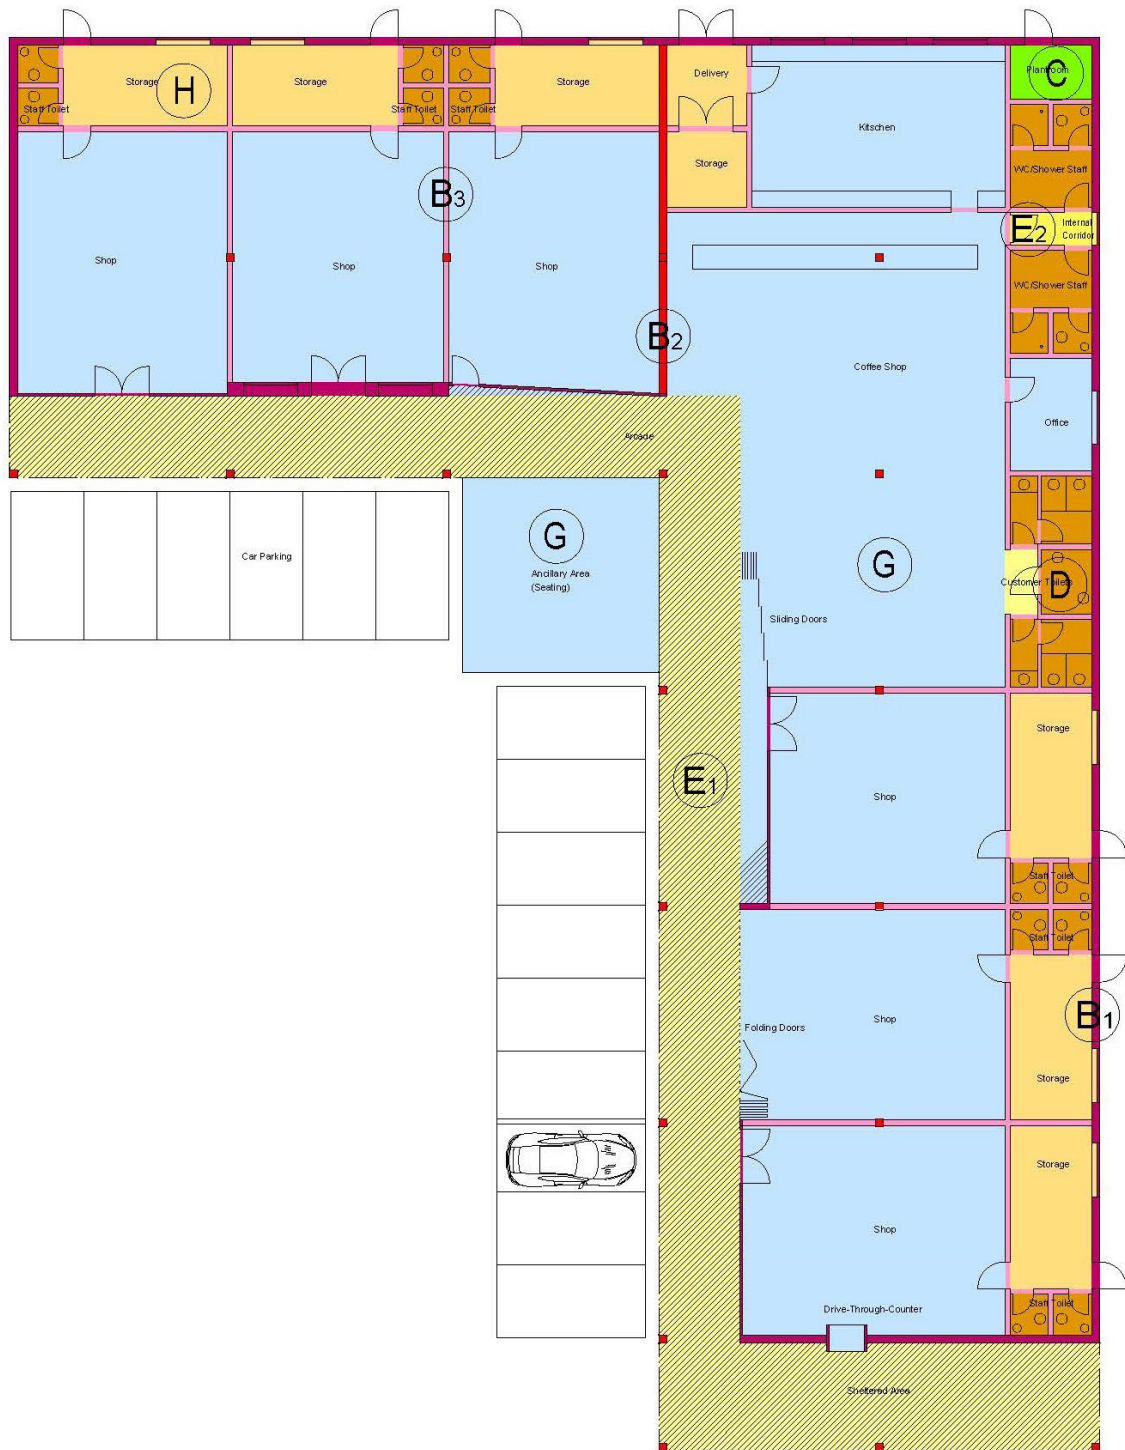 Storage
H
Storage
Storage
Staff Toilet
Staff Toilet
Staff Toilet
Delivery
Kitschen
Plantroom
C
Storage
WC/Shower Staff
B3
E2
Internal
Corridor
Shop
Shop
Shop
WC/Shower Staff
B2
Coffee Shop
Office
Arcade
Car Parking
G
Ancillary Area
(Seating)
G
Customer Toilets
D
Sliding Doors
Storage
E1
Shop
Staff Toilet
Staff Toilet
Shop
B1
Folding Doors
Storage
Storage
Shop
Drive-Through-Counter
Staff Toilet
Sheltered Area